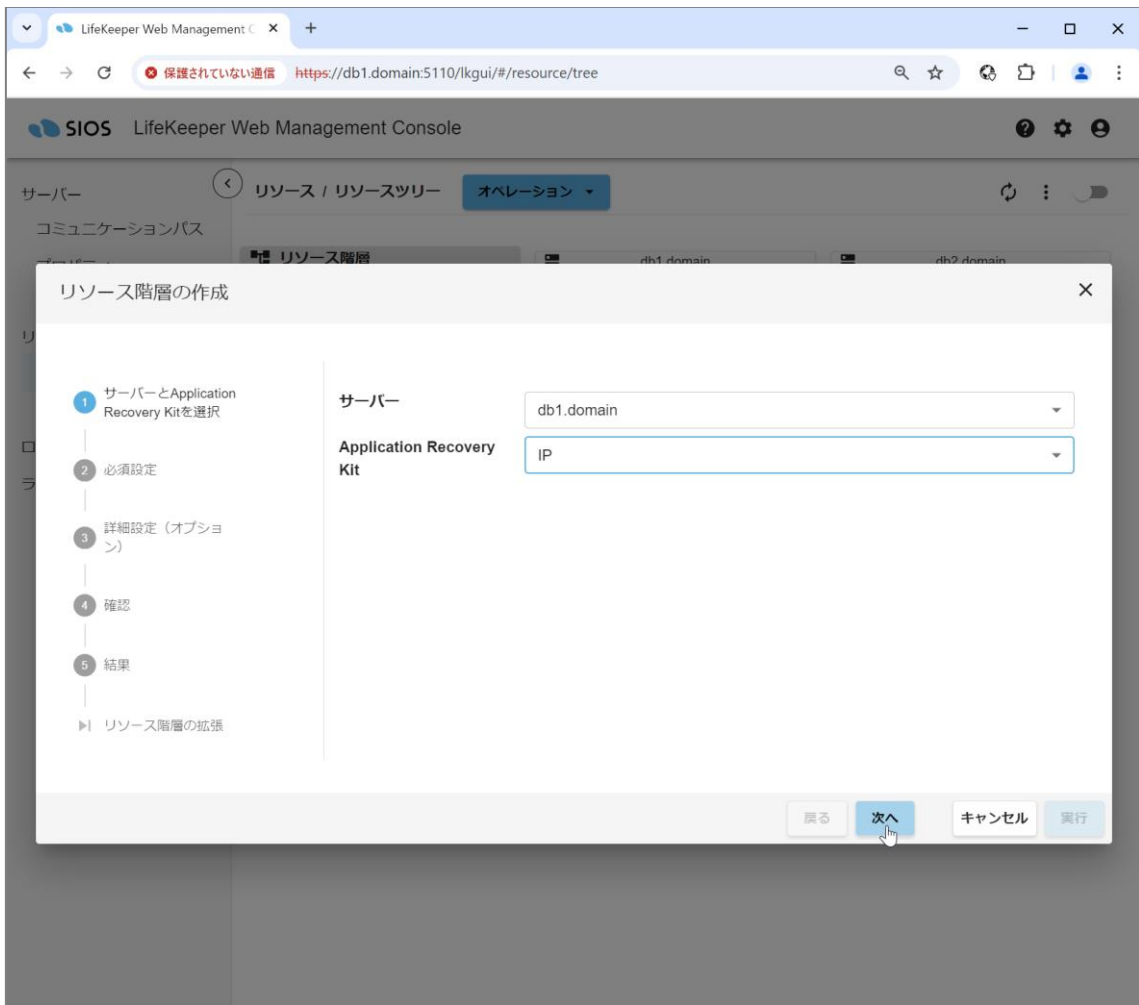 LifeKeeper Web Management C
保護されていない通信 https://db1.domain:5110/lkgui/#/resource/tree
SIOS LifeKeeper Web Management Console
サーバー
リソース / リソースツリー オペレーション
コミュニケーションパス
リソース階層 db1.domain db2.domain
リソース階層の作成
1 サーバーとApplication
Recovery Kitを選択
サーバー db1.domain
Application Recovery
Kit
IP
2 必須設定
3 詳細設定（オプショ
ン）
4 確認
5 結果
リソース階層の拡張
戻る 次へ キャンセル 実行